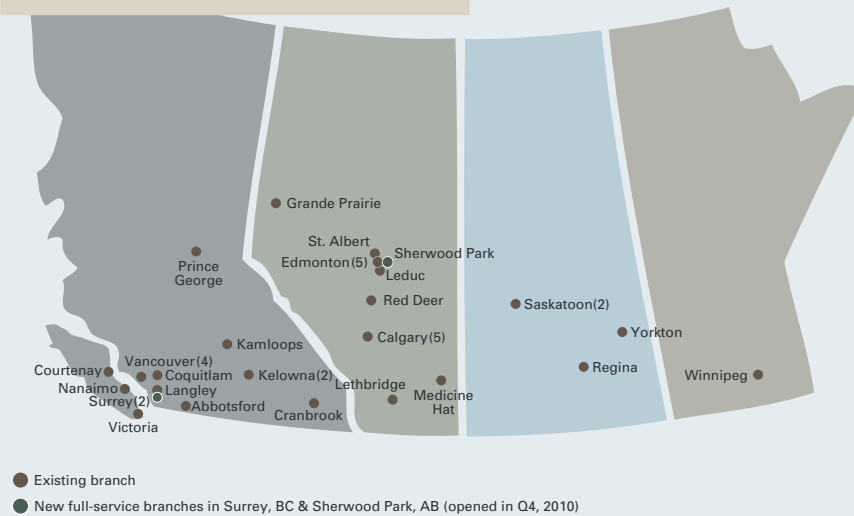 Grande Prairie
St. Albert
Sherwood Park
Edmonton(5)
Leduc
Prince
George
Red Deer
Saskatoon(2)
Yorkton
Calgary(5)
Kamloops
Vancouver(4)
Courtenay
Coquitlam
Kelowna(2)
Regina
Winnipeg
Nanaimo
Langley
Lethbridge
Medicine
Hat
Surrey(2)
Abbotsford
Cranbrook
Victoria
Existing branch
New full-service branches in Surrey, BC & Sherwood Park, AB (opened in Q4, 2010)